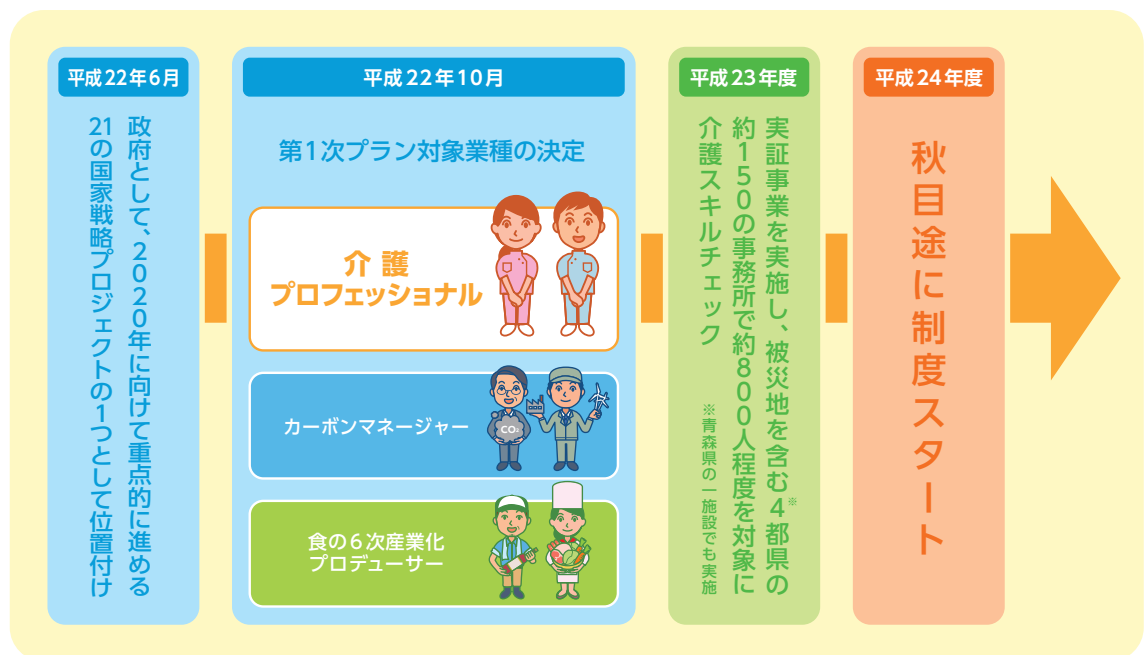 平成22年6月
政府として、2020年に向けて重点的に進める
21の国家戦略プロジェクトの1つとして位置付け
平成22年10月
第1次プラン対象業種の決定
介護
プロフェッショナル
カーボンマネージャー
CO₂
食の6次産業化
プロデューサー
平成23年度
実証事業を実施し、被災地を含む4※都県の
約150の事務所で約800人程度を対象に
介護スキルチェック
※青森県の一施設でも実施
平成24年度
秋目途に制度スタート